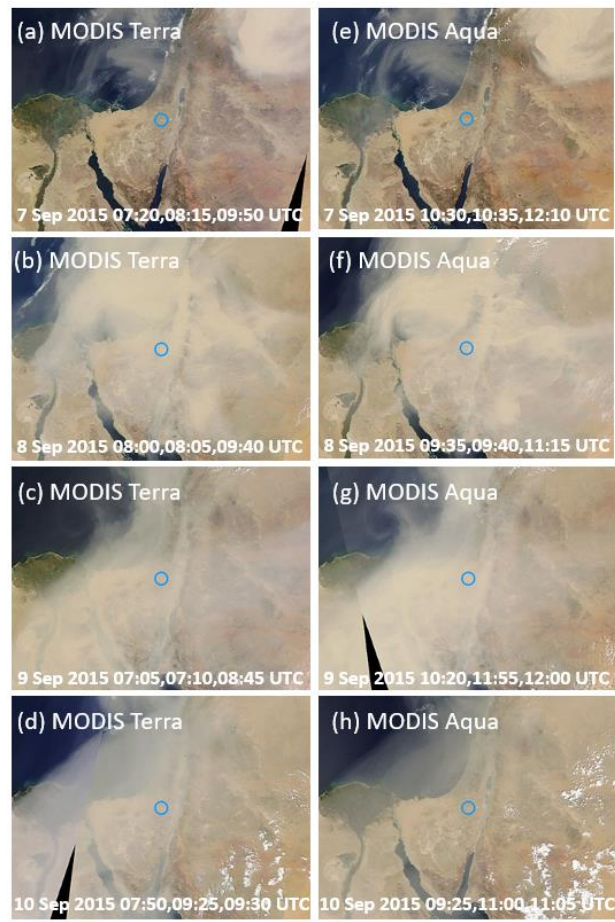 (a) MODIS Terra
7 Sep 2015 07:20,08:15,09:50 UTC
(e) MODIS Aqua
7 Sep 2015 10:30,10:35,12:10 UTC
(b) MODIS Terra
8 Sep 2015 08:00,08:05,09:40 UTC
(f) MODIS Aqua
8 Sep 2015 09:35,09:40,11:15 UTC
(c) MODIS Terra
9 Sep 2015 07:05,07:10,08:45 UTC
(g) MODIS Aqua
9 Sep 2015 10:20,11:55,12:00 UTC
(d) MODIS Terra
10 Sep 2015 07:50,09:25,09:30 UTC
(h) MODIS Aqua
10 Sep 2015 09:25,11:00,11:05 UTC